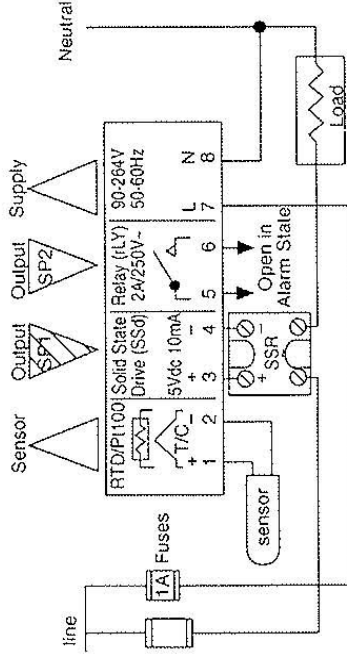 Sensor
Output
SP1
Output
SP2
Supply
Neutral
RTD/Pt100
T/C
+
-
1
2
Solid State
Drive (SSd)
5Vdc 10mA
+
-
3
4
Relay (rLY)
2A/250V~
5
6
90-264V
50-60Hz
L
N
7
8
sensor
+
-
SSR
Open in
Alarm State
Load
line
1A
Fuses